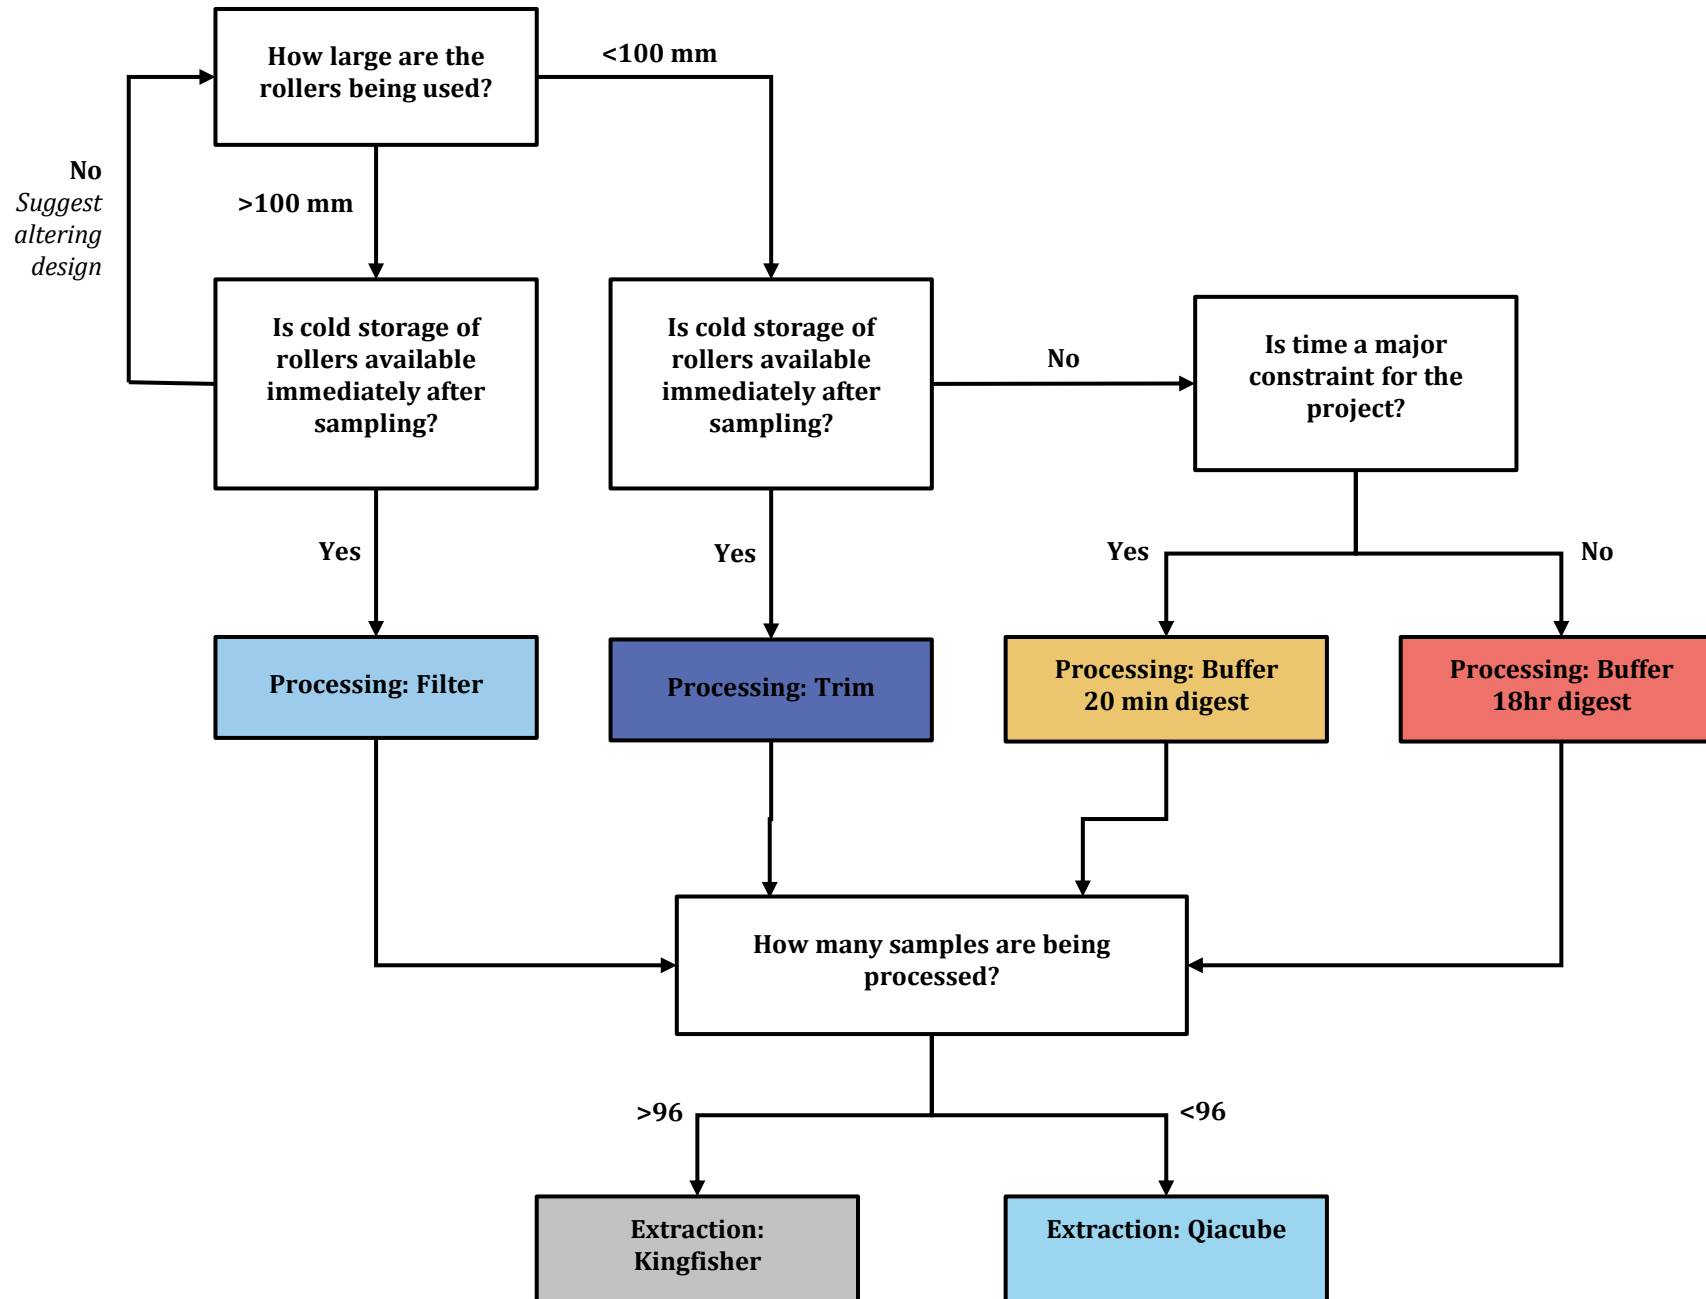 How large are the
rollers being used?
<100 mm
No
Suggest
altering
design
>100 mm
Is cold storage of
rollers available
immediately after
sampling?
Is cold storage of
rollers available
immediately after
sampling?
No
Is time a major
constraint for the
project?
Yes
Yes
Yes
No
Processing: Filter
Processing: Trim
Processing: Buffer
20 min digest
Processing: Buffer
18hr digest
How many samples are being
processed?
>96
<96
Extraction:
Kingfisher
Extraction: Qiacube